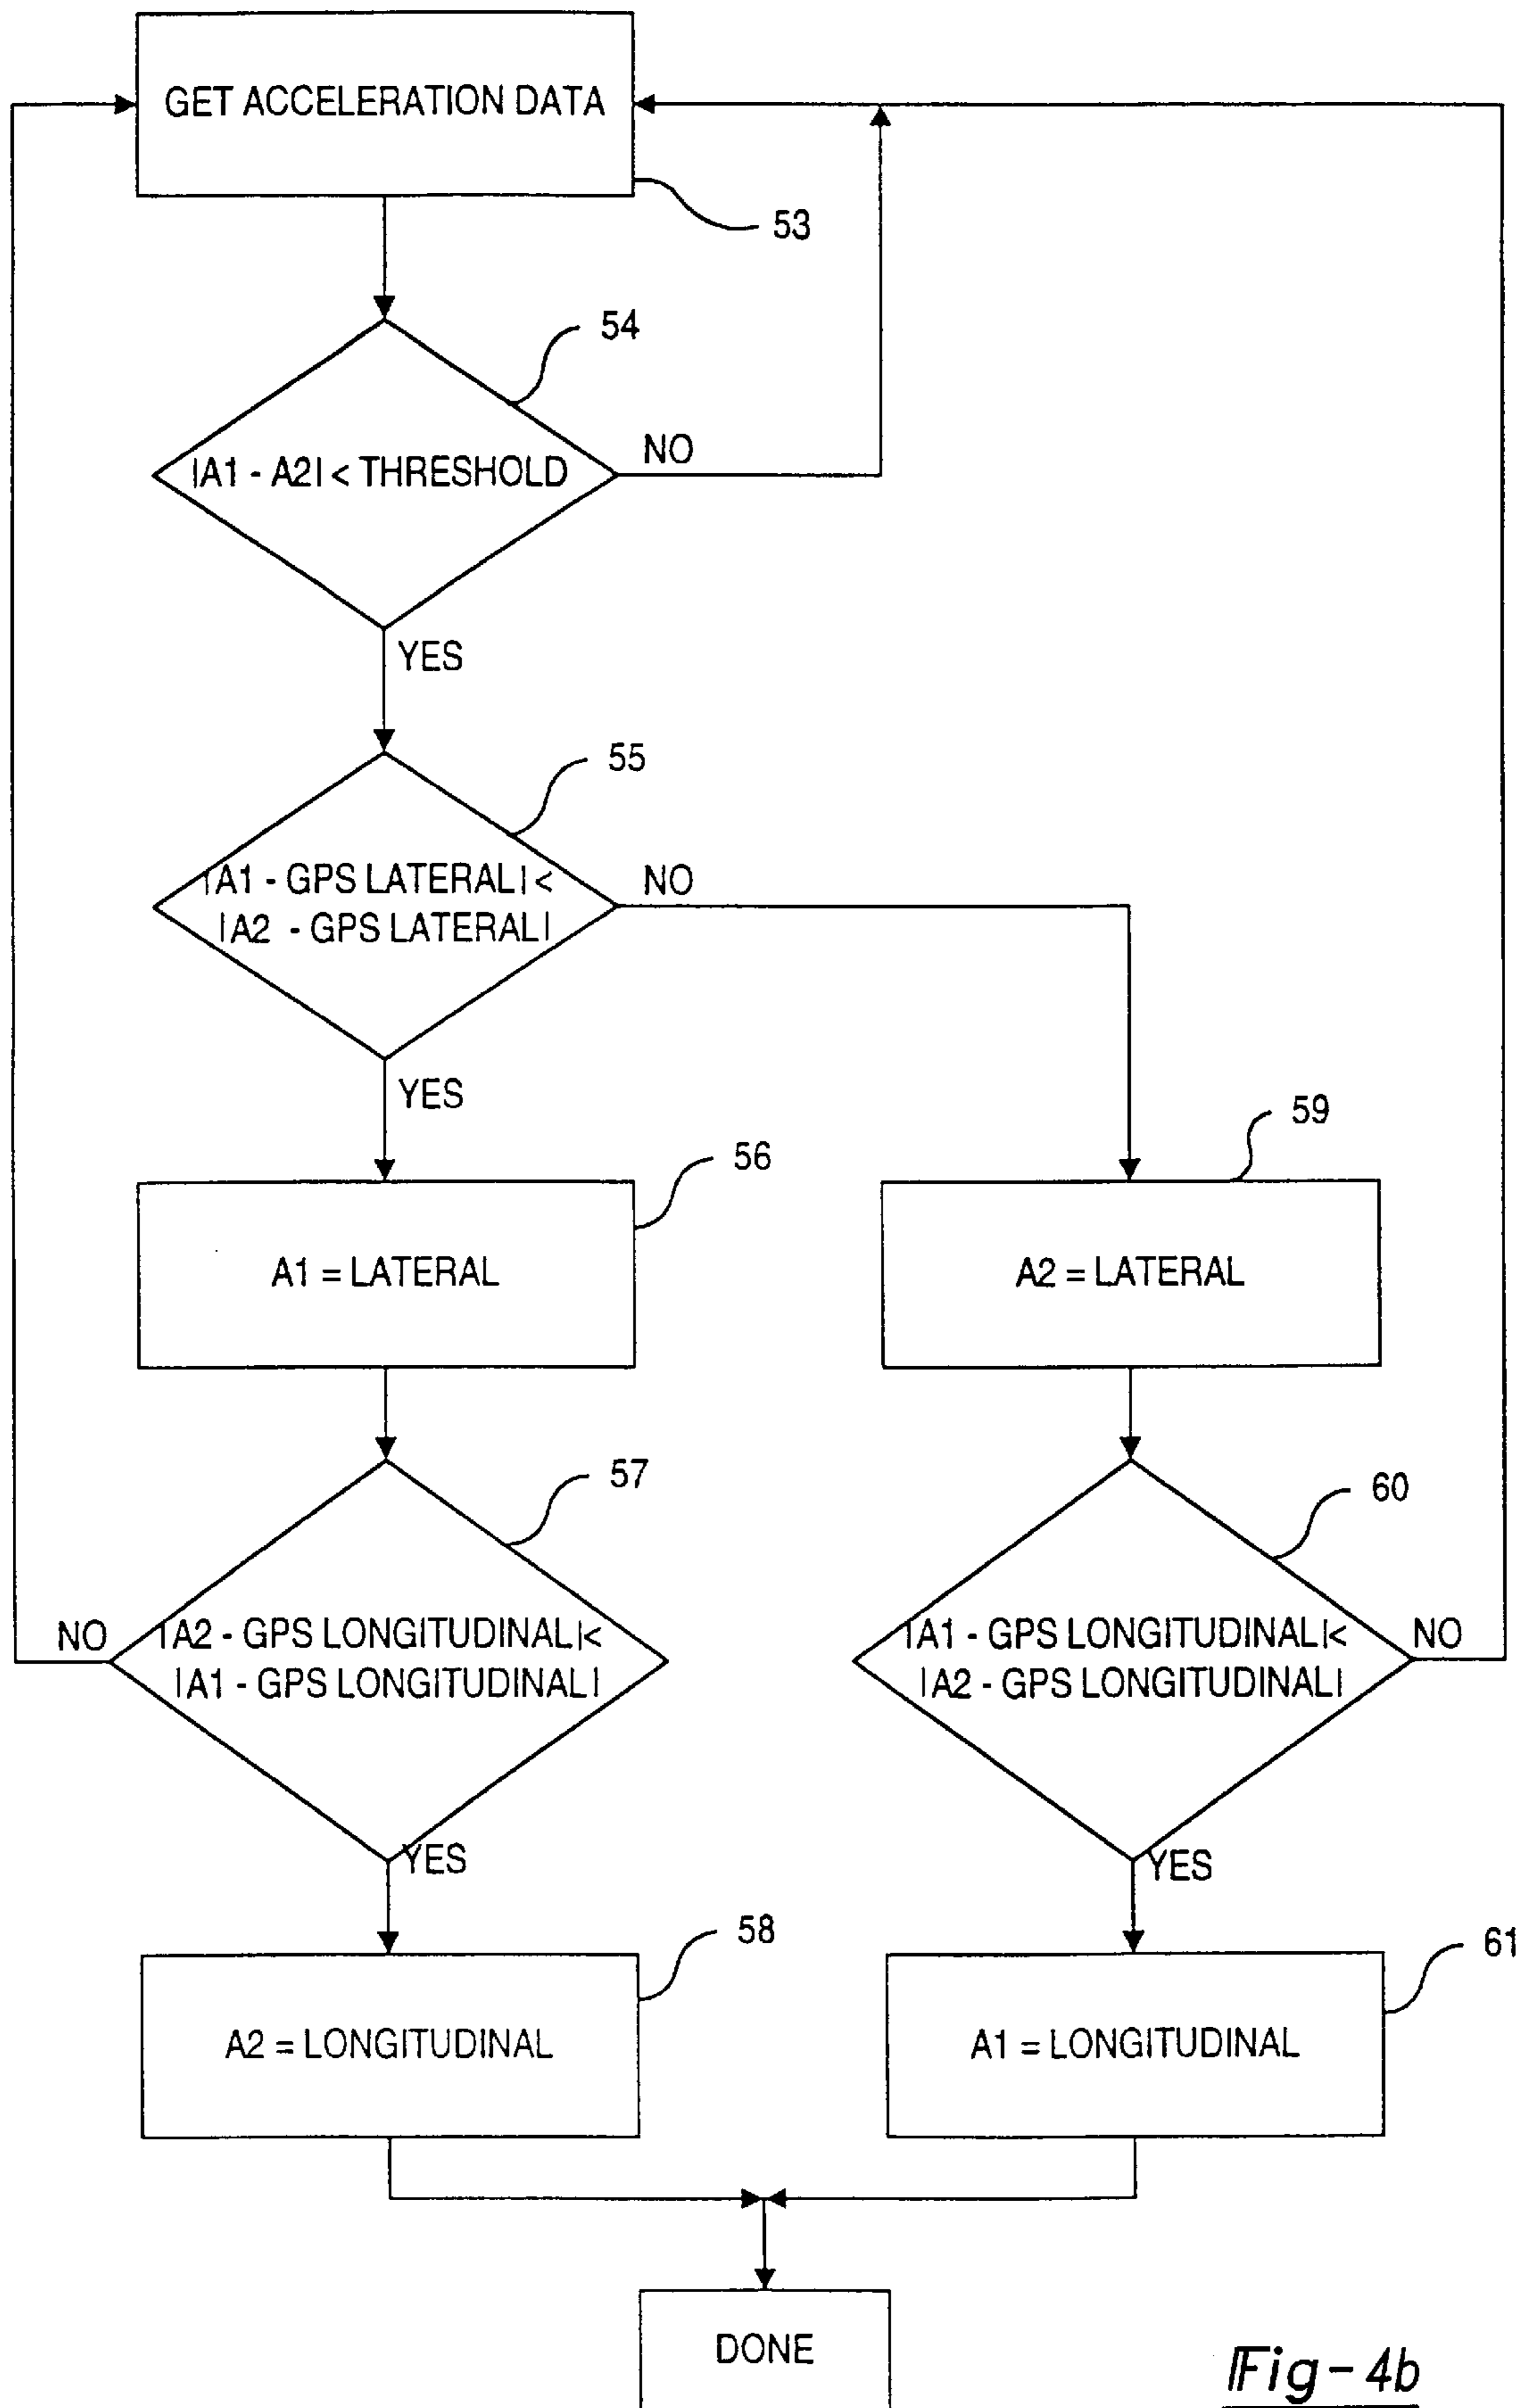 GET ACCELERATION DATA
53
54
|A1 - A2| < THRESHOLD
NO
YES
55
|A1 - GPS LATERAL| <
|A2 - GPS LATERAL|
NO
YES
56
A1 = LATERAL
59
A2 = LATERAL
57
NO
|A2 - GPS LONGITUDINAL|<
|A1 - GPS LONGITUDINAL|
YES
60
|A1 - GPS LONGITUDINAL|<
|A2 - GPS LONGITUDINAL|
NO
YES
58
A2 = LONGITUDINAL
61
A1 = LONGITUDINAL
DONE
Fig-4b